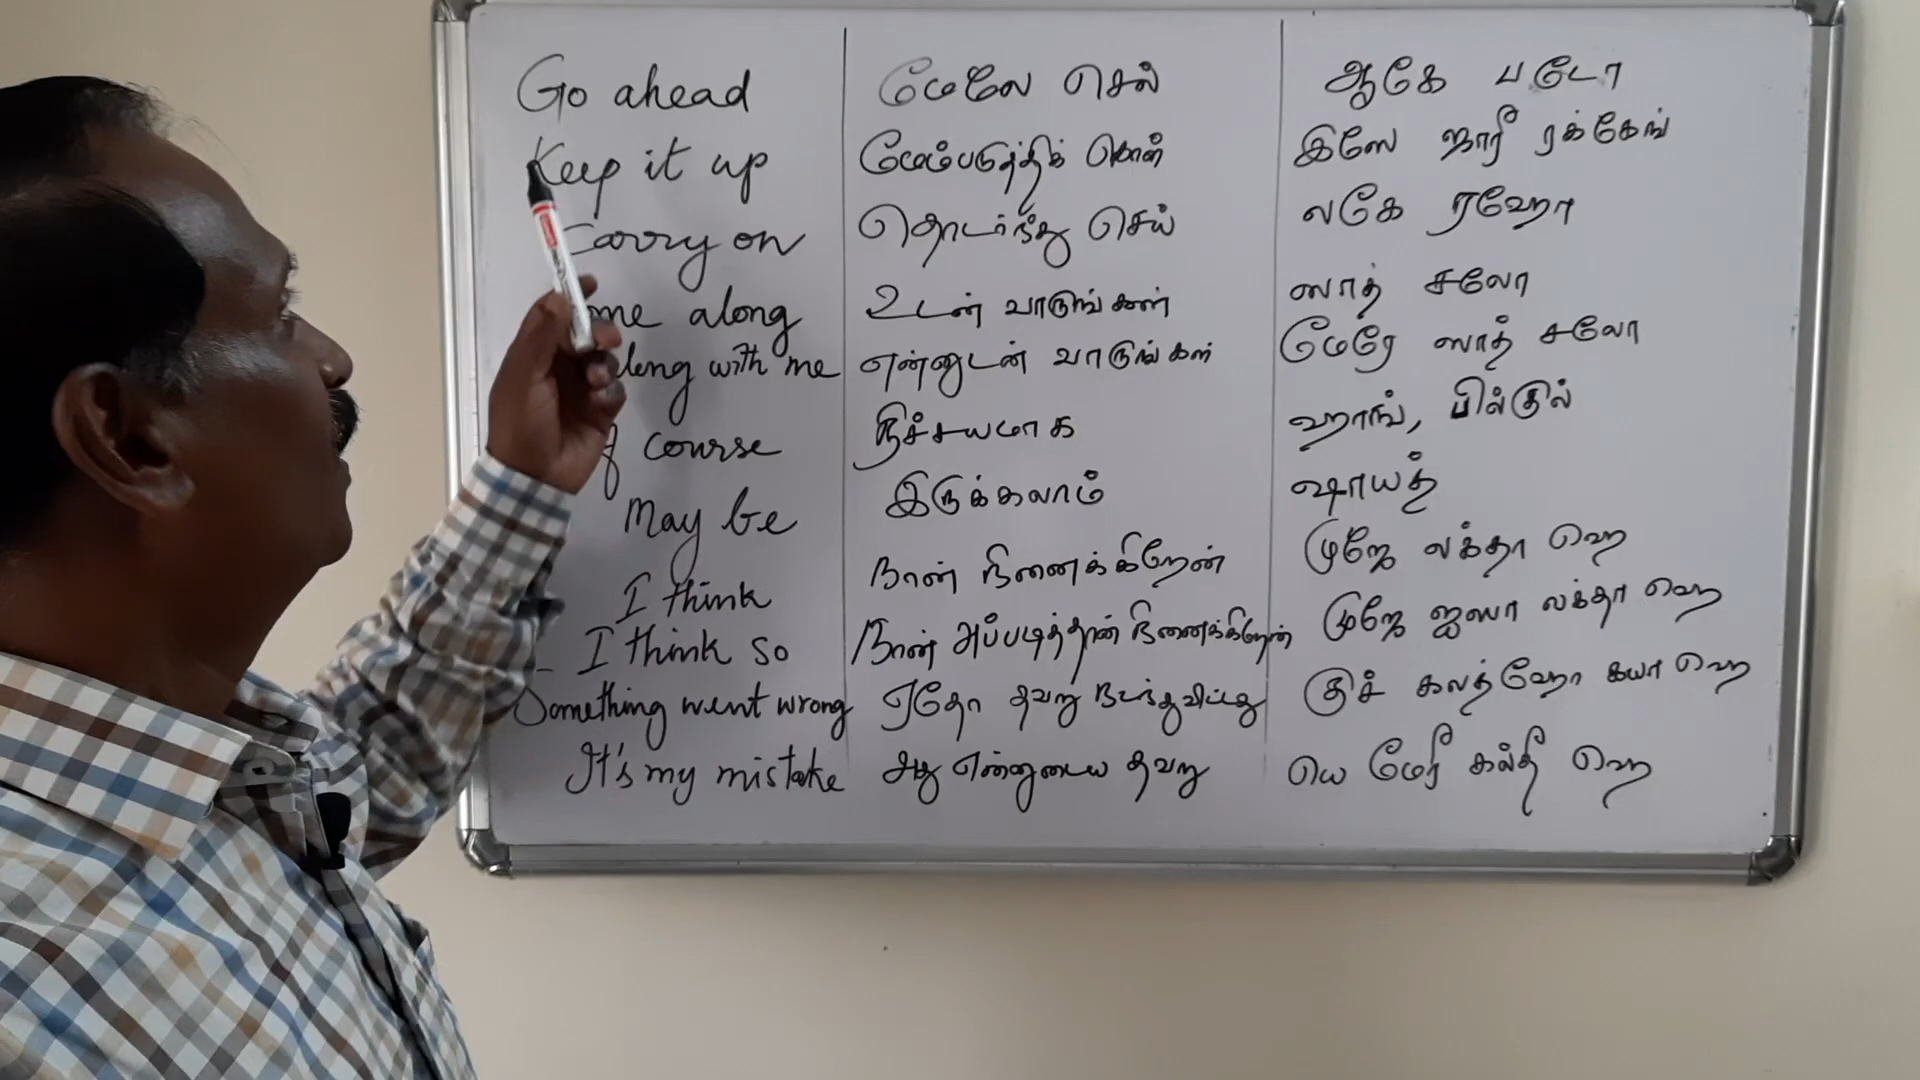 Go ahead மேலே செல் ஆகே படோ
Keep it up மேம்படுத்திக் கொள் இஸே ஜாரீ ரக்கேங்
Carry on தொடர்ந்து செய் லகே ரஹோ
me along உடன் வாருங்கள் ஸாத் சலோ
along with me என்னுடன் வாருங்கள் மேரே ஸாத் சலோ
f course நிச்சயமாக ஹாங், பில்குல்
May be இருக்கலாம் ஷாயத்
I think நான் நினைக்கிறேன் முஜே லக்தா ஹை
I think so நான் அப்படித்தான் நினைக்கிறேன் முஜே ஐஸா லக்தா ஹை
Something went wrong ஏதோ தவறு நடந்துவிட்டது குச் கலத் ஹோ கயா ஹை
It's my mistake அது என்னுடைய தவறு யெ மேரீ கல்தீ ஹை